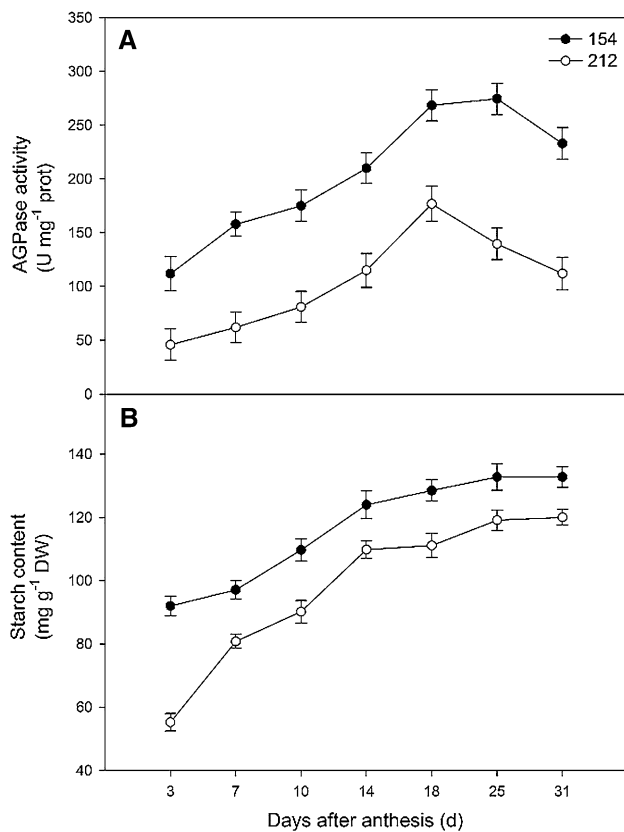 A
154
212
350
300
250
200
150
100
50
0
AGPase activity
(U mg⁻¹ prot)
B
140
120
100
80
60
40
Starch content
(mg g⁻¹ DW)
3 7 10 14 18 25 31
Days after anthesis (d)